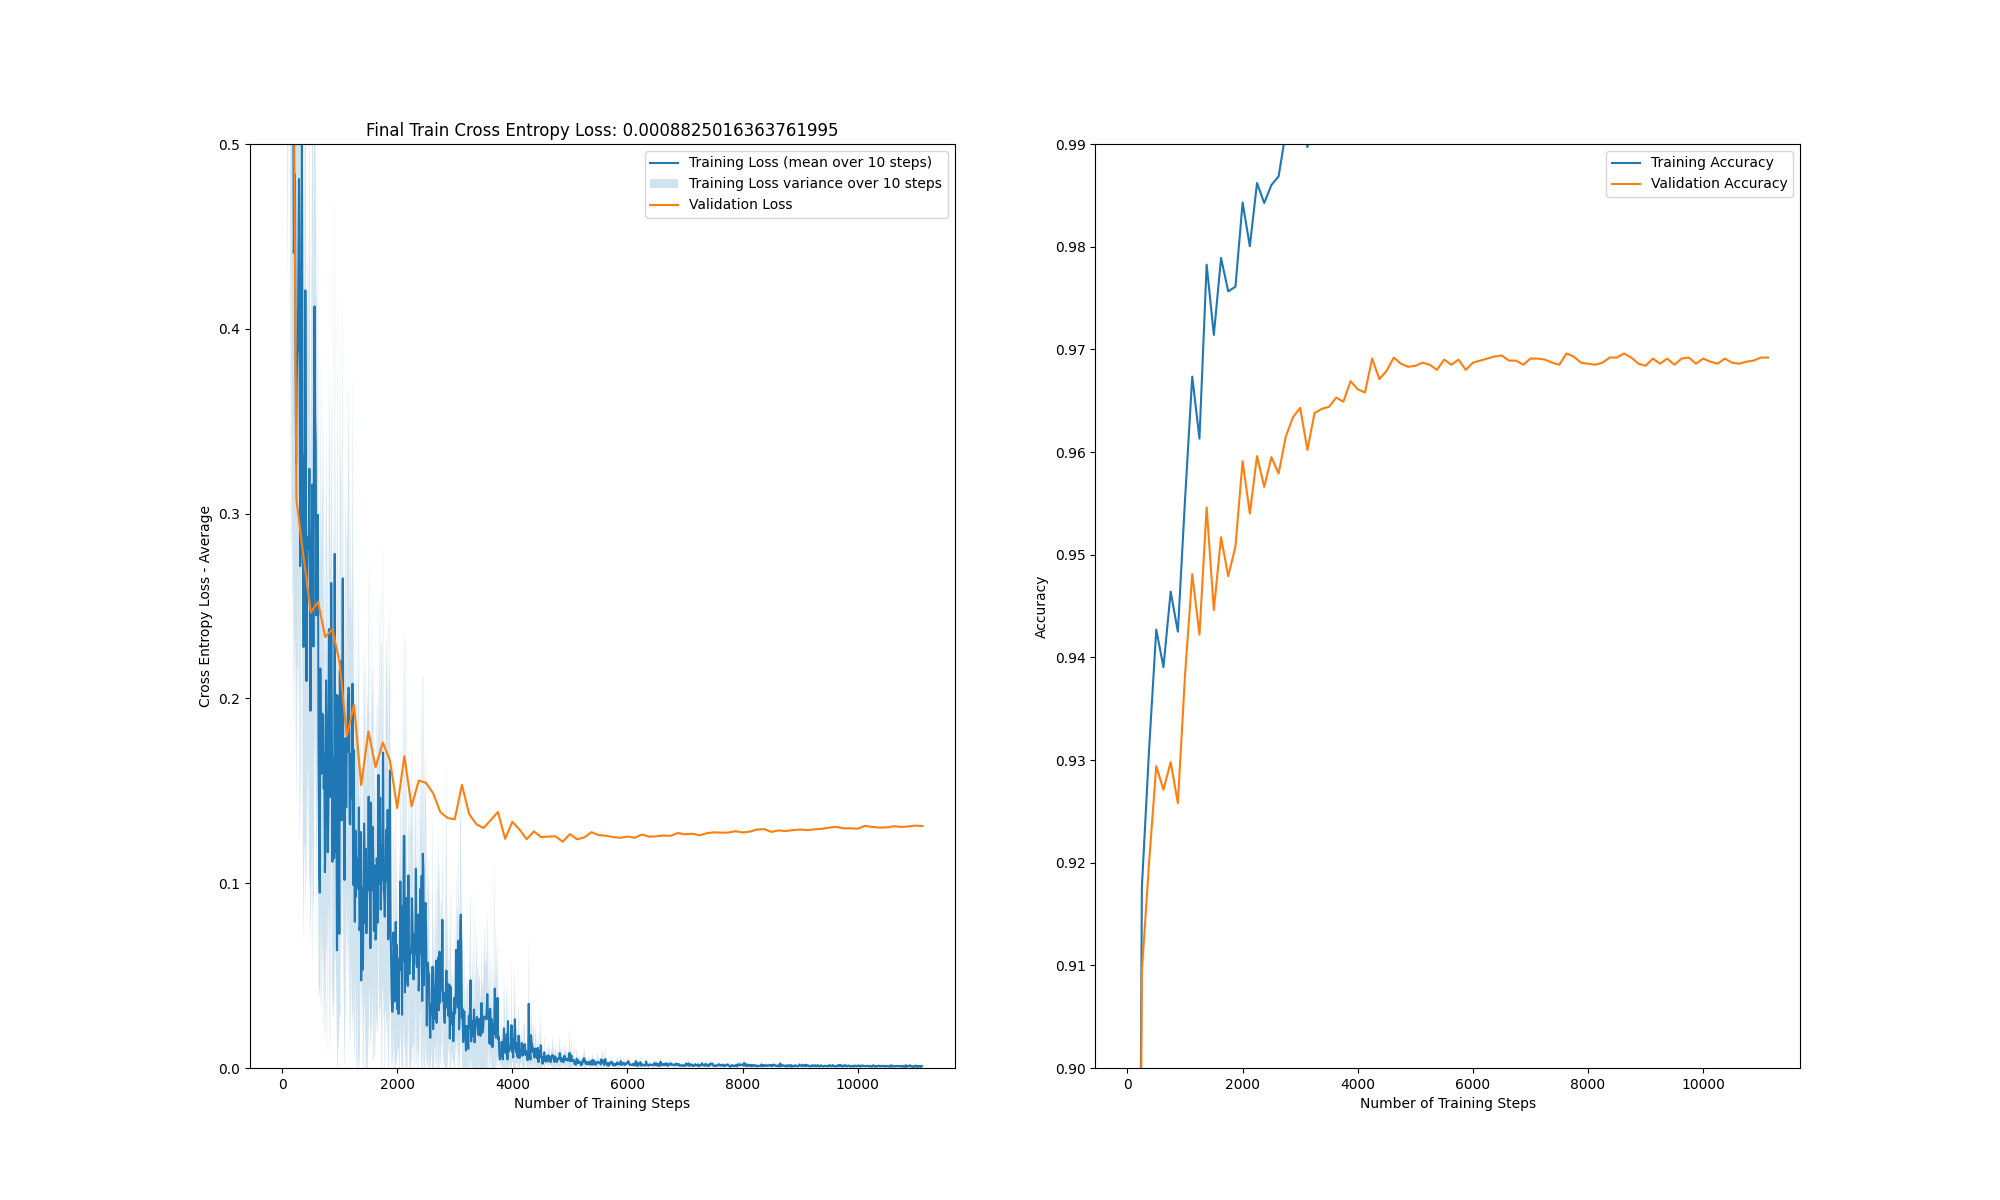 Final Train Cross Entropy Loss: 0.0008825016363761995
Training Loss (mean over 10 steps)
Training Loss variance over 10 steps
Validation Loss
0.5
0.4
0.3
0.2
0.1
0.0
Cross Entropy Loss - Average
0 2000 4000 6000 8000 10000
Number of Training Steps
Training Accuracy
Validation Accuracy
0.99
0.98
0.97
0.96
0.95
0.94
0.93
0.92
0.91
0.90
Accuracy
0 2000 4000 6000 8000 10000
Number of Training Steps